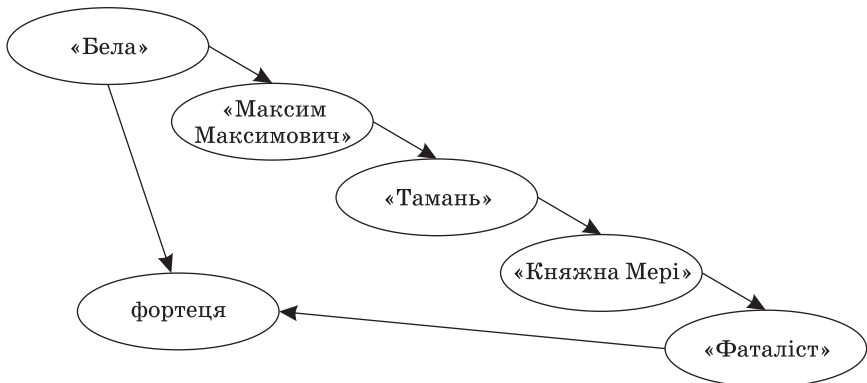 «Бела»
«Максим
Максимович»
«Тамань»
«Княжна Мері»
фортеця
«Фаталіст»